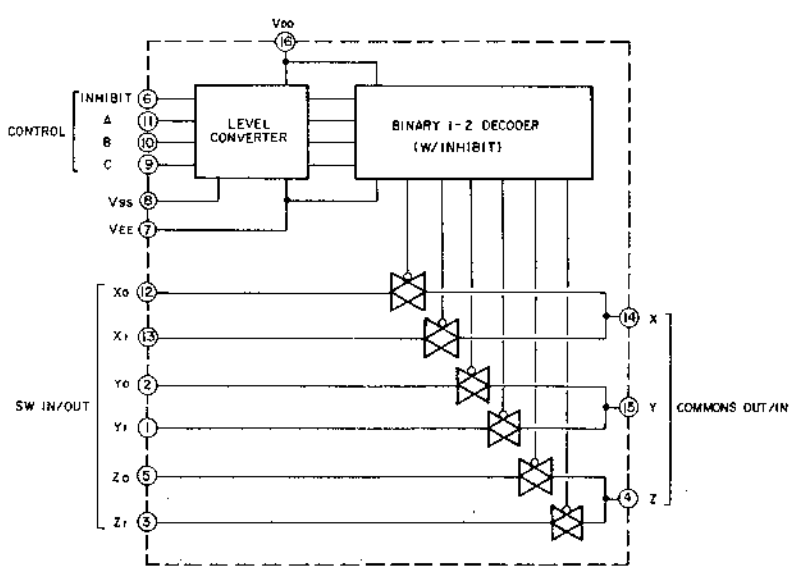 VDD
16
INHIBIT 6
A 11
CONTROL
B 10
C 9
LEVEL
CONVERTER
BINARY 1-2 DECODER
(W/INHIBIT)
VSS 8
VEE 7
X0 12
X1 13
14 X
Y0 2
SW IN/OUT
Y1 1
15 Y
COMMONS OUT/IN
Z0 5
4 Z
Z1 3